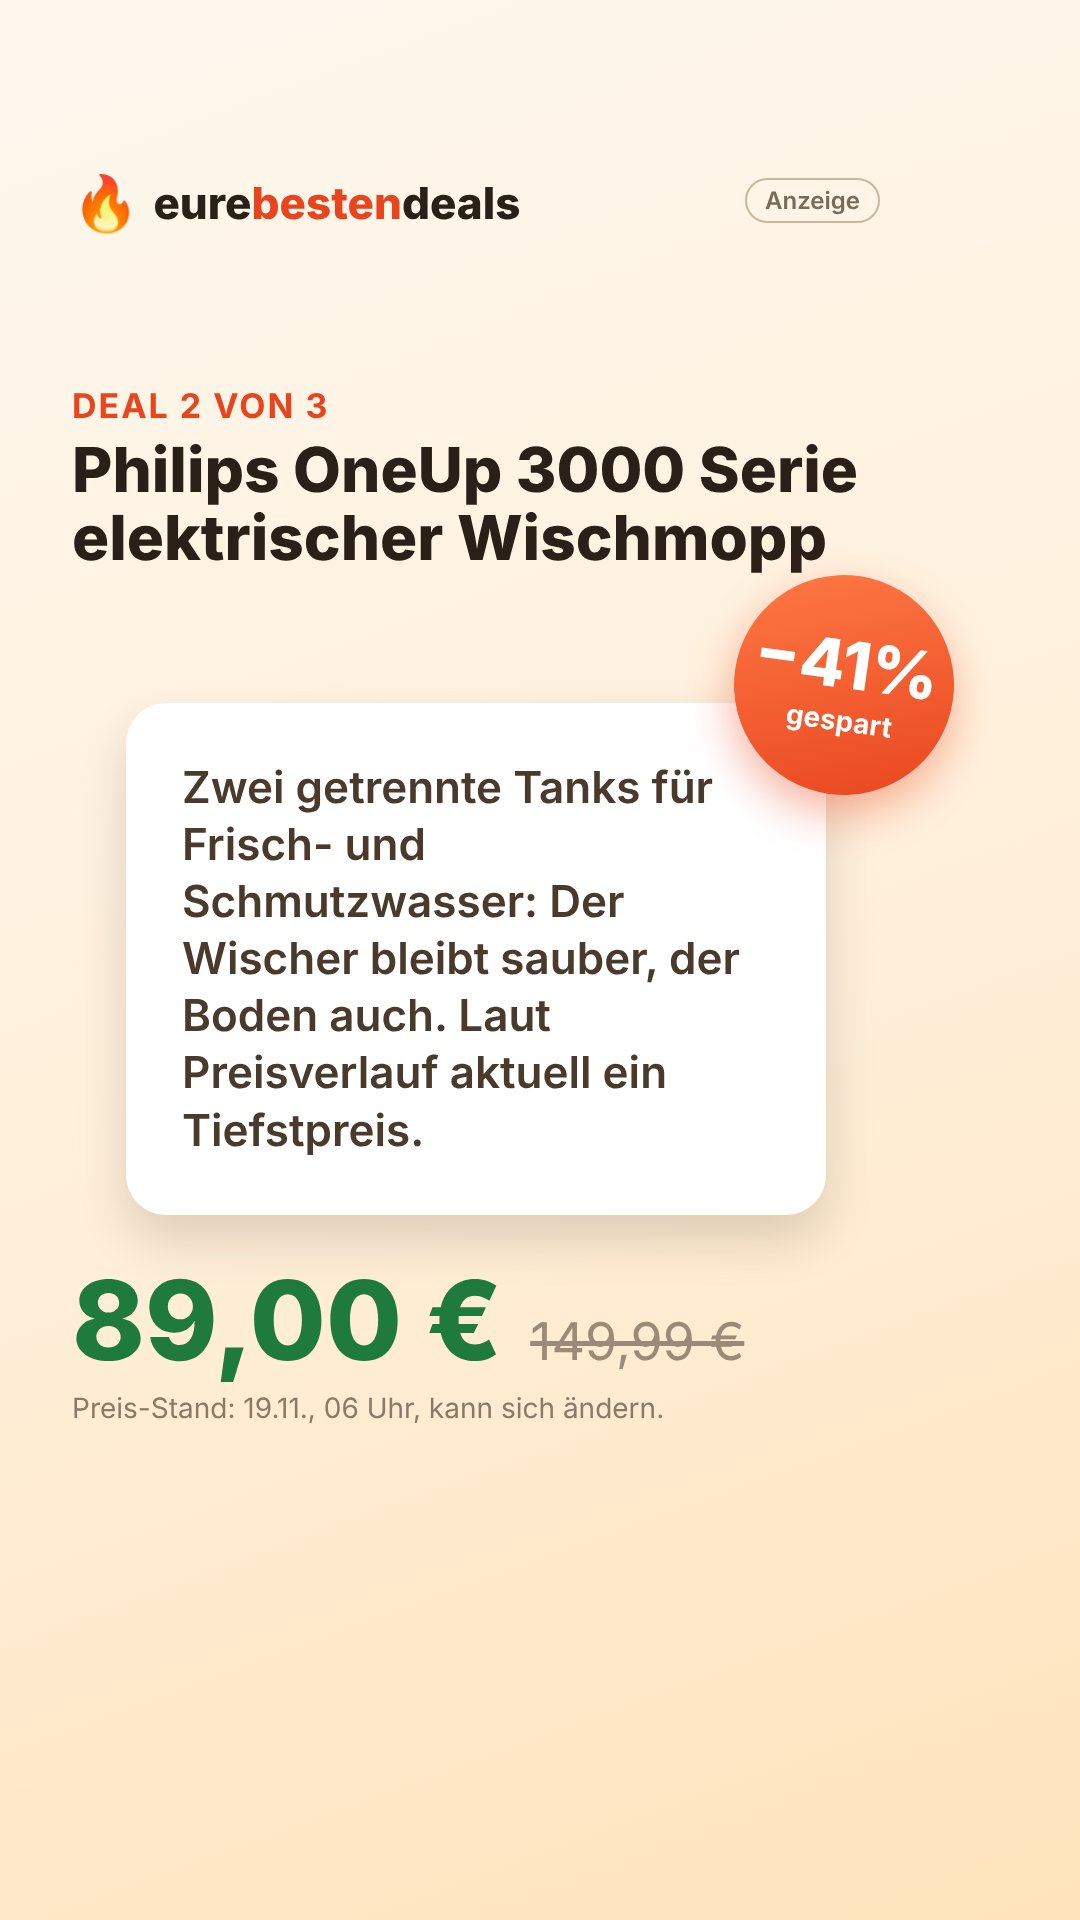 eurebestendeals
Anzeige
DEAL 2 VON 3
Philips OneUp 3000 Serie
elektrischer Wischmopp
−41%
gespart
Zwei getrennte Tanks für
Frisch- und
Schmutzwasser: Der
Wischer bleibt sauber, der
Boden auch. Laut
Preisverlauf aktuell ein
Tiefstpreis.
89,00 € 149,99 €
Preis-Stand: 19.11., 06 Uhr, kann sich ändern.